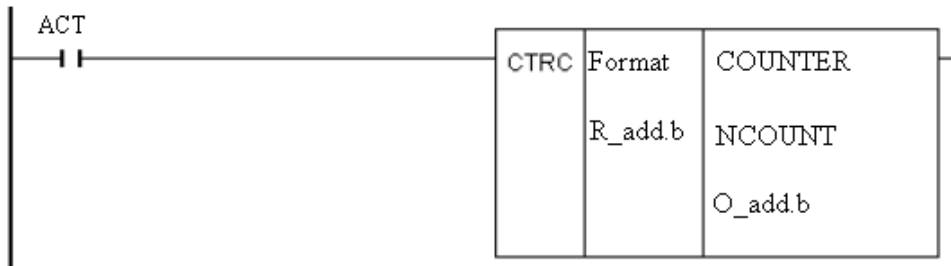 ACT
CTRC Format COUNTER
R_add.b NCOUNT
O_add.b